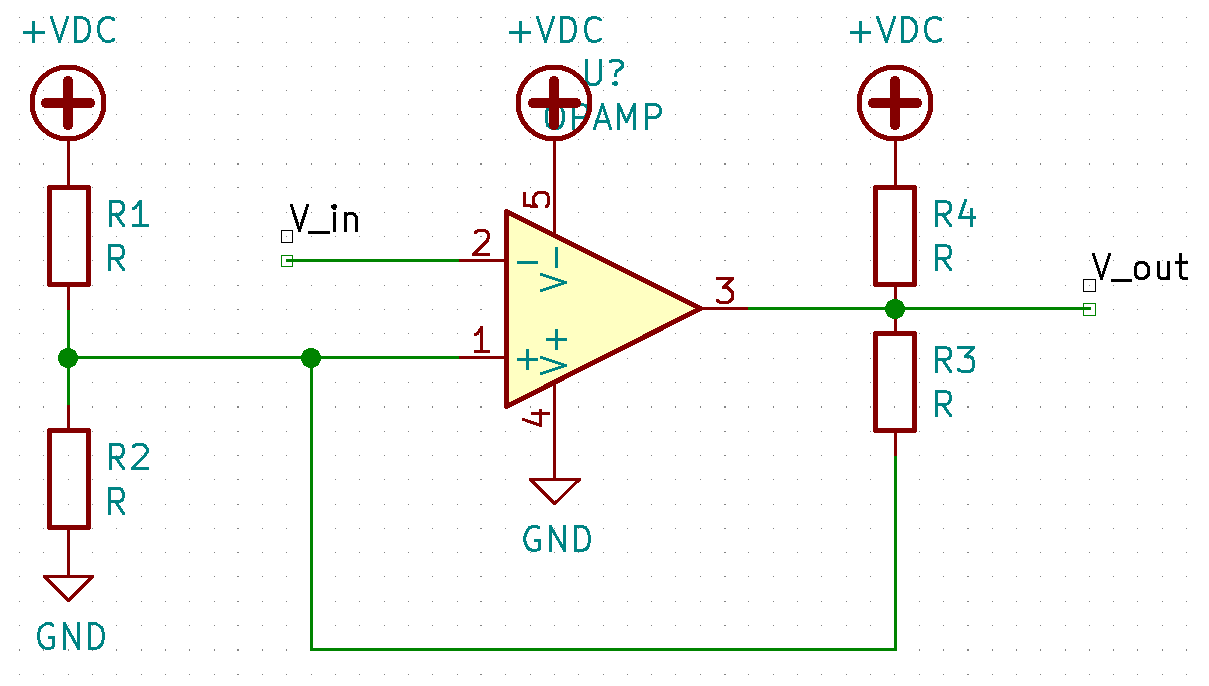 +VDC
+VDC
+VDC
U?
OPAMP
R1
R
V_in
5
R4
R
2
-
V-
V_out
3
1
+
V+
R3
R
4
R2
R
GND
GND